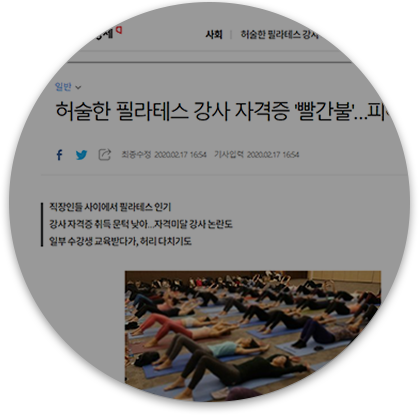 사회 | 허술한 필라테스 강사
일반
허술한 필라테스 강사 자격증 '빨간불'...피
최종수정 2020.02.17 16:54 기사입력 2020.02.17 16:54
직장인들 사이에서 필라테스 인기
강사 자격증 취득 문턱 낮아...자격미달 강사 논란도
일부 수강생 교육받다가, 허리 다치기도